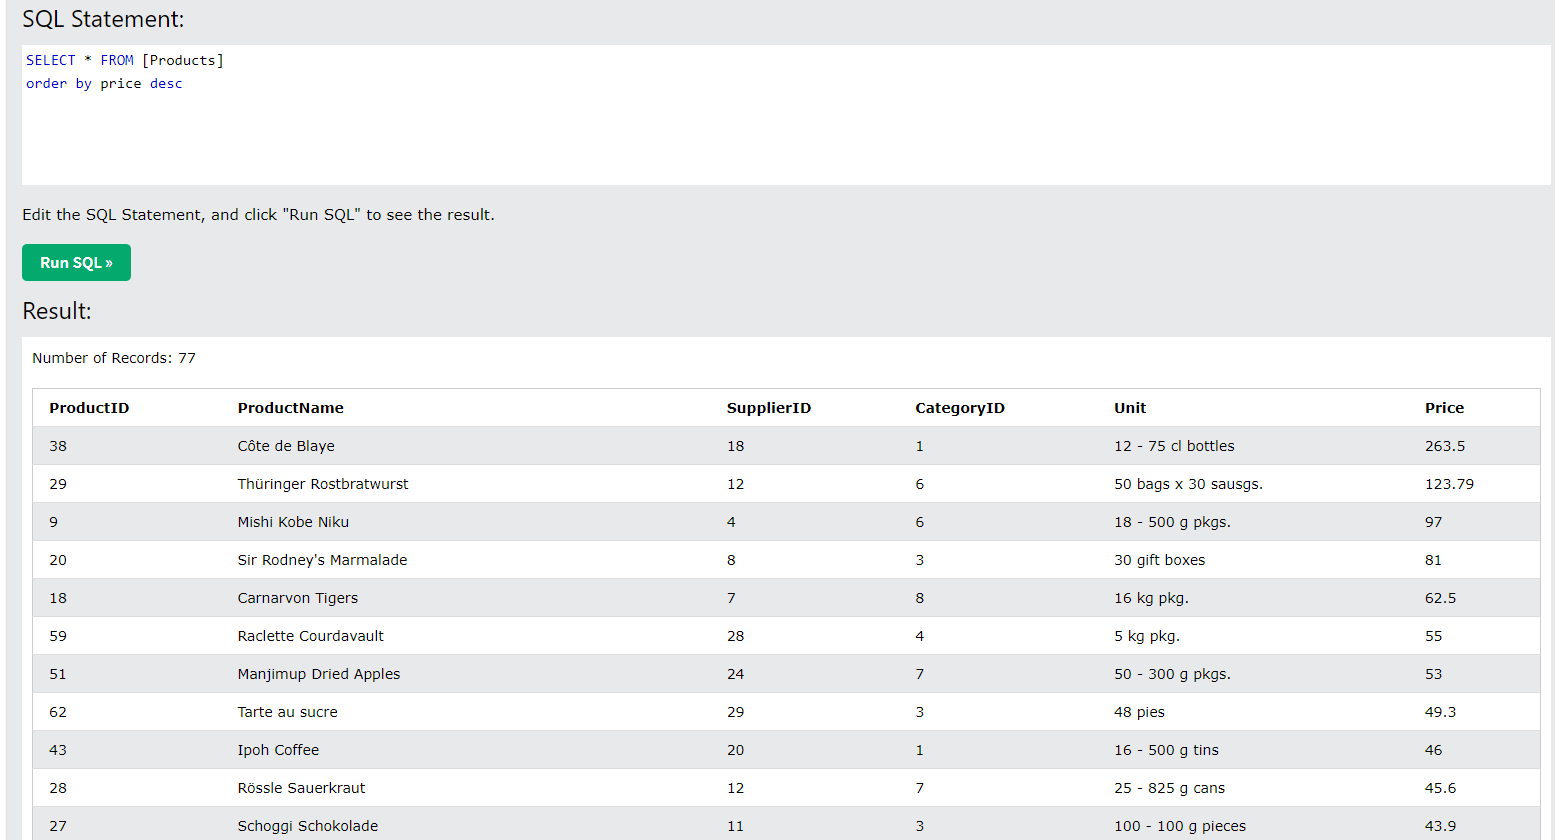 SQL Statement:
SELECT * FROM [Products]
order by price desc
Edit the SQL Statement, and click "Run SQL" to see the result.
Run SQL »
Result:
Number of Records: 77
ProductID ProductName SupplierID CategoryID Unit Price
38 Côte de Blaye 18 1 12 - 75 cl bottles 263.5
29 Thüringer Rostbratwurst 12 6 50 bags x 30 sausgs. 123.79
9 Mishi Kobe Niku 4 6 18 - 500 g pkgs. 97
20 Sir Rodney's Marmalade 8 3 30 gift boxes 81
18 Carnarvon Tigers 7 8 16 kg pkg. 62.5
59 Raclette Courdavault 28 4 5 kg pkg. 55
51 Manjimup Dried Apples 24 7 50 - 300 g pkgs. 53
62 Tarte au sucre 29 3 48 pies 49.3
43 Ipoh Coffee 20 1 16 - 500 g tins 46
28 Rössle Sauerkraut 12 7 25 - 825 g cans 45.6
27 Schoggi Schokolade 11 3 100 - 100 g pieces 43.9